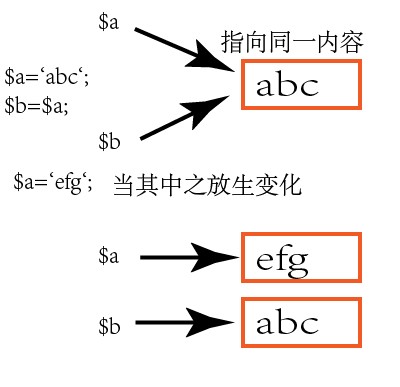 $a
指向同一内容
$a=‘abc‘;
abc
$b=$a;
$b
$a=‘efg‘; 当其中之放生变化
$a
efg
$b
abc